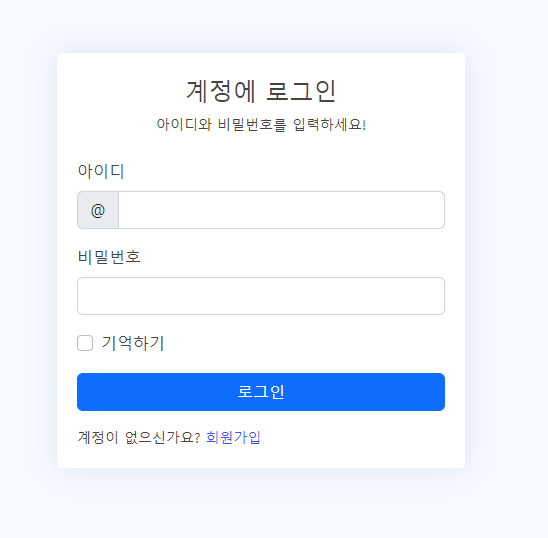 계정에 로그인
아이디와 비밀번호를 입력하세요!
아이디
@
비밀번호
기억하기
로그인
계정이 없으신가요? 회원가입